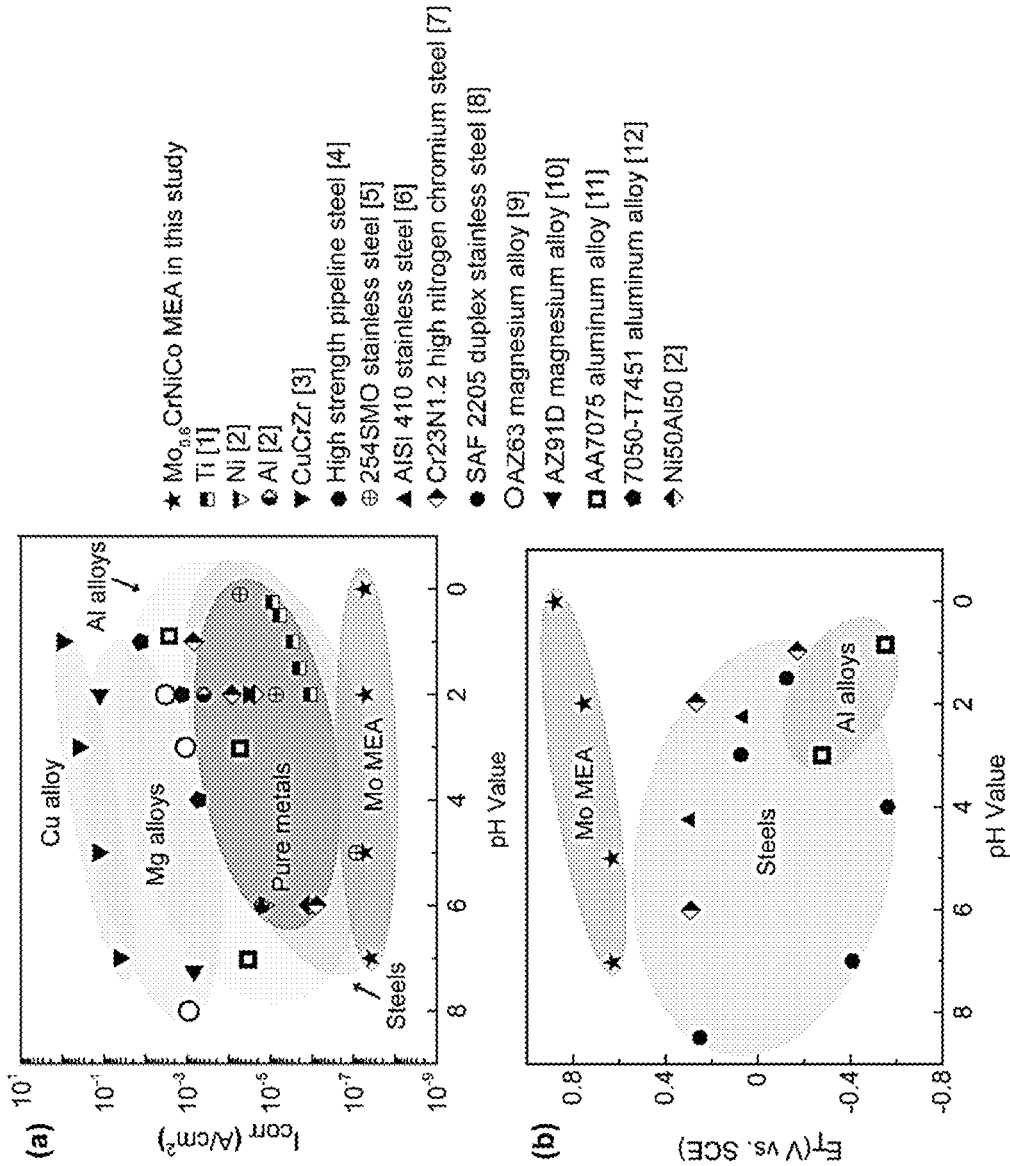 (a)
I_corr (A/cm²)
10¹
10⁻¹
10⁻³
10⁻⁵
10⁻⁷
10⁻⁹
Cu alloy
Mg alloys
Al alloys
Pure metals
Mo MEA
Steels
8
6
4
2
0
pH Value
(b)
E_T (V vs. SCE)
0.8
0.4
0
-0.4
-0.8
Mo MEA
Steels
Al alloys
8
6
4
2
0
pH Value
Mo₀.₆CrNiCo MEA in this study
Ti [1]
Ni [2]
Al [2]
CuCrZr [3]
High strength pipeline steel [4]
254SMO stainless steel [5]
AISI 410 stainless steel [6]
Cr23N1.2 high nitrogen chromium steel [7]
SAF 2205 duplex stainless steel [8]
AZ63 magnesium alloy [9]
AZ91D magnesium alloy [10]
AA7075 aluminum alloy [11]
7050-T7451 aluminum alloy [12]
Ni50Al50 [2]